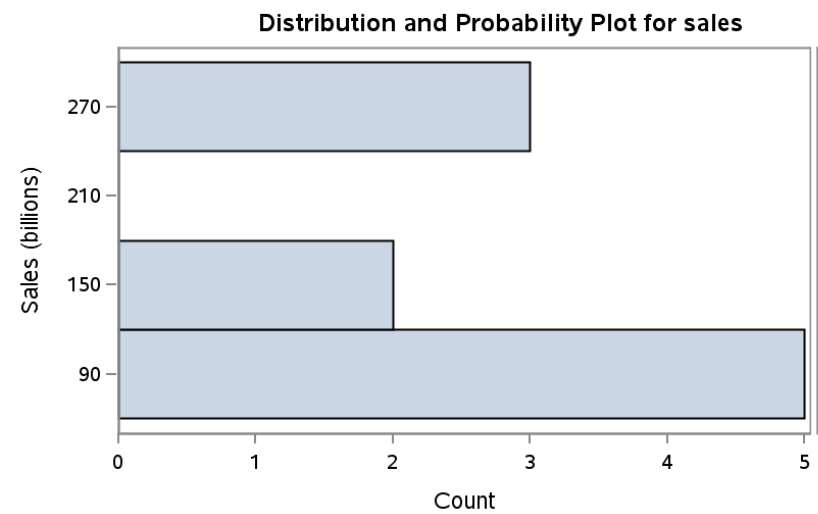 Distribution and Probability Plot for sales
Sales (billions)
270
210
150
90
0 1 2 3 4 5
Count